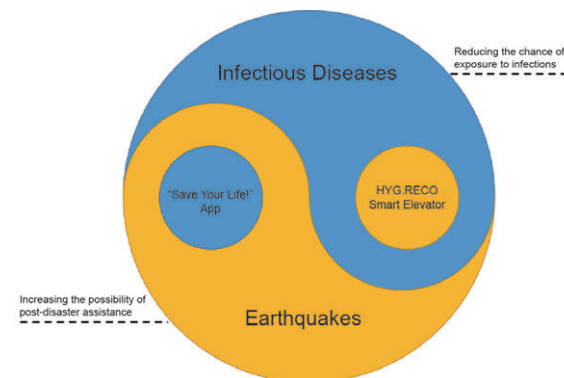 Reducing the chance of
exposure to infections
Infectious Diseases
"Save Your Life!"
App
HYG.RECO
Smart Elevator
Increasing the possibility of
post-disaster assistance
Earthquakes